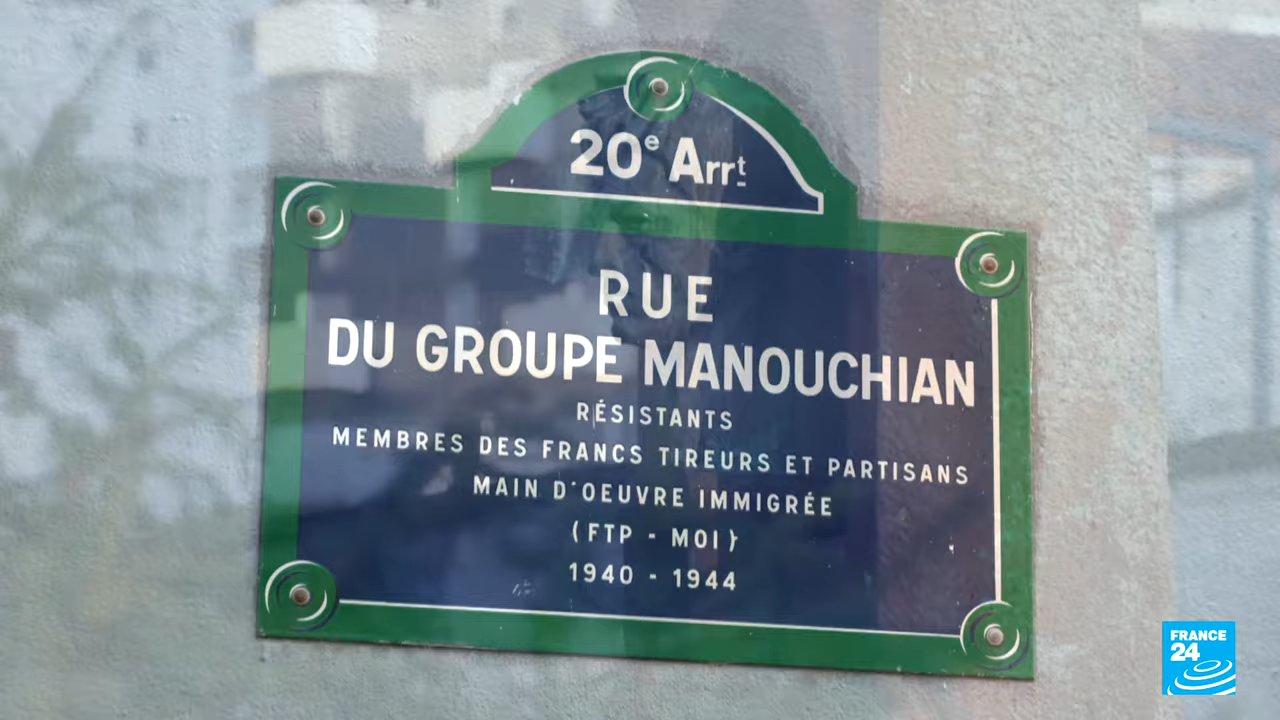 20e Arrt
RUE
DU GROUPE MANOUCHIAN
RÉSISTANTS
MEMBRES DES FRANCS TIREURS ET PARTISANS
MAIN D'OEUVRE IMMIGRÉE
(FTP - MOI)
1940 - 1944
FRANCE
24